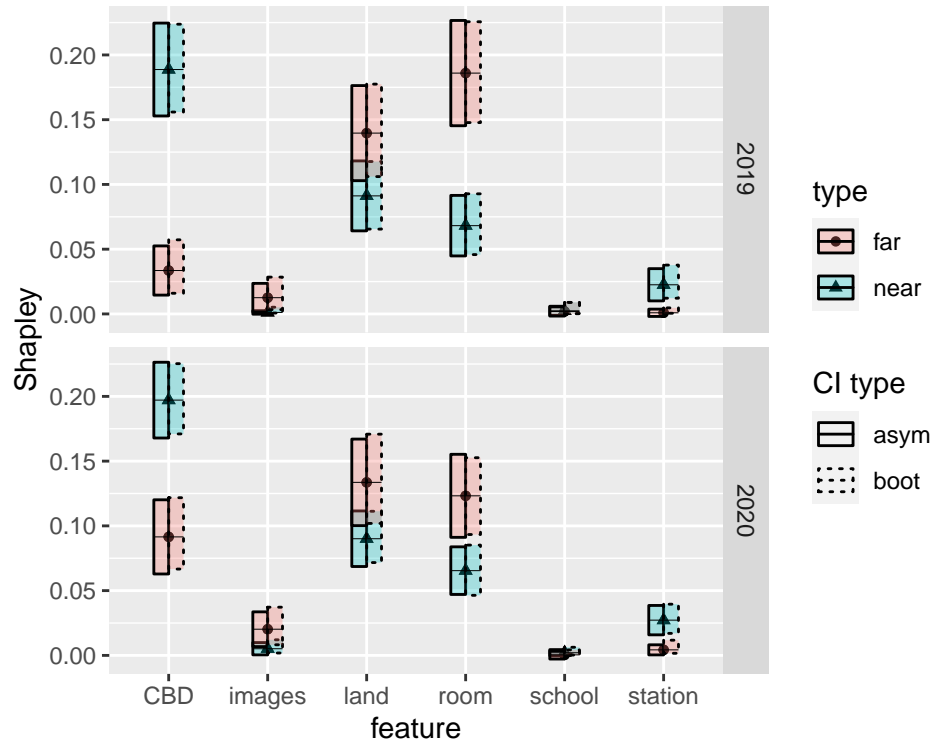 Shapley
0.20
0.15
0.10
0.05
0.00
2019
0.20
0.15
0.10
0.05
0.00
2020
CBD images land room school station
feature
type
far
near
CI type
asym
boot